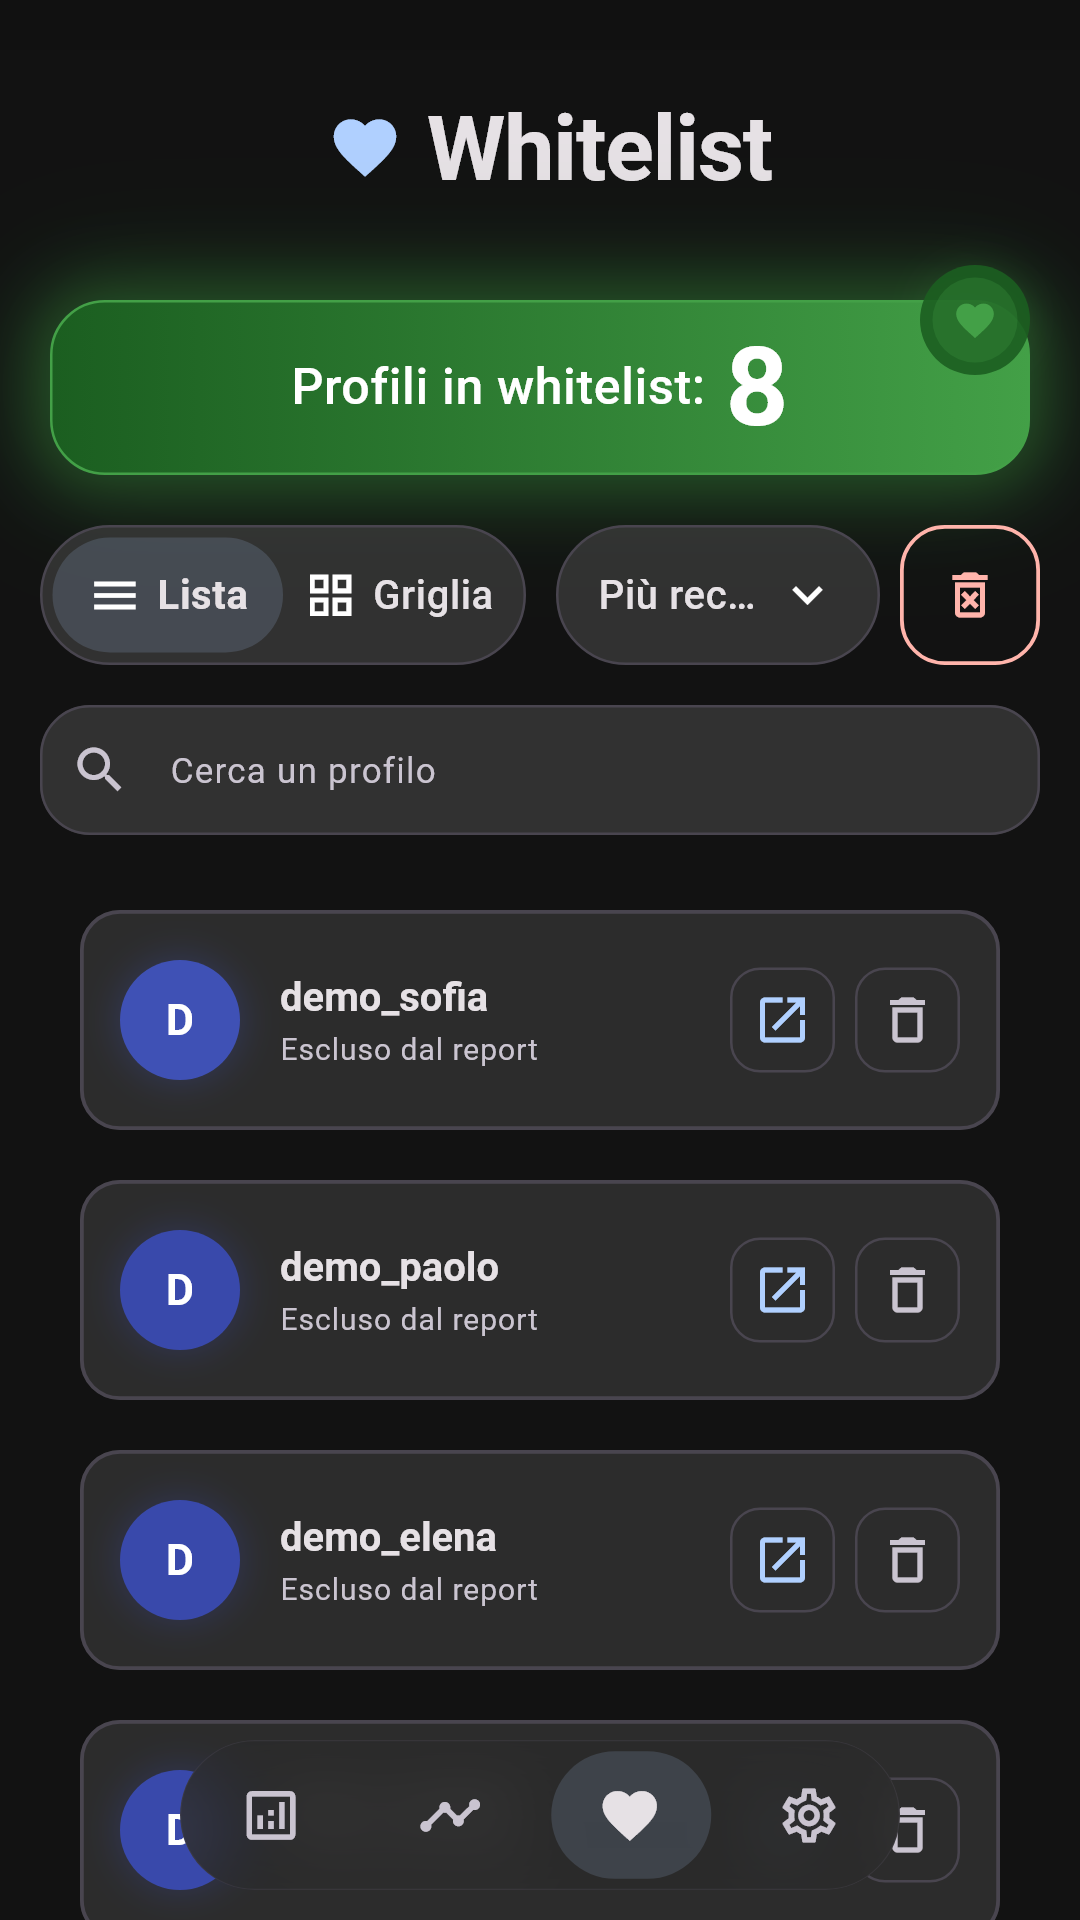 Whitelist
Profili in whitelist: 8
Lista
Griglia
Più rec...
Cerca un profilo
D
demo_sofia
Escluso dal report
D
demo_paolo
Escluso dal report
D
demo_elena
Escluso dal report
D